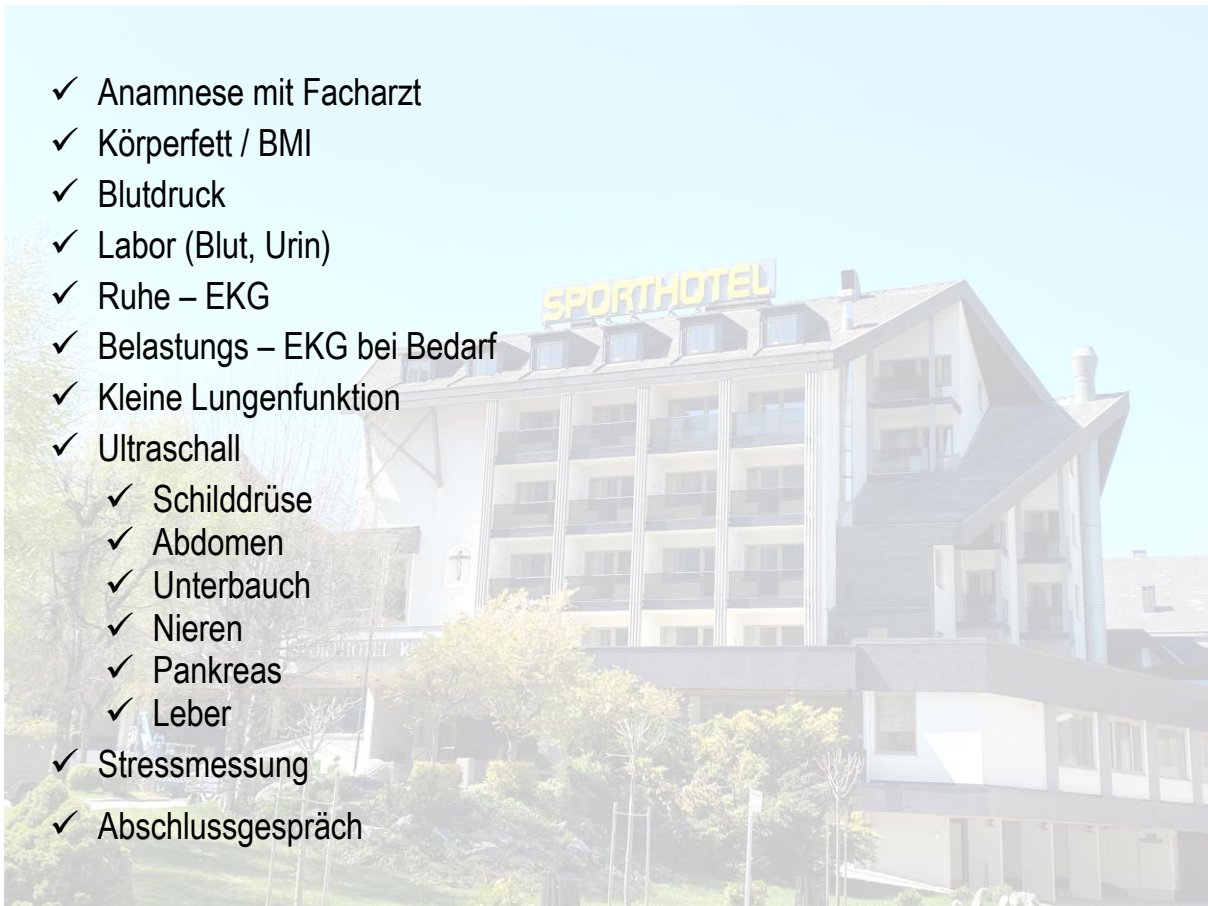 ✓ Anamnese mit Facharzt
✓ Körperfett / BMI
✓ Blutdruck
✓ Labor (Blut, Urin)
✓ Ruhe – EKG
✓ Belastungs – EKG bei Bedarf
✓ Kleine Lungenfunktion
✓ Ultraschall
✓ Schilddrüse
✓ Abdomen
✓ Unterbauch
✓ Nieren
✓ Pankreas
✓ Leber
✓ Stressmessung
✓ Abschlussgespräch
SPORTHOTEL
SPORTHOTEL